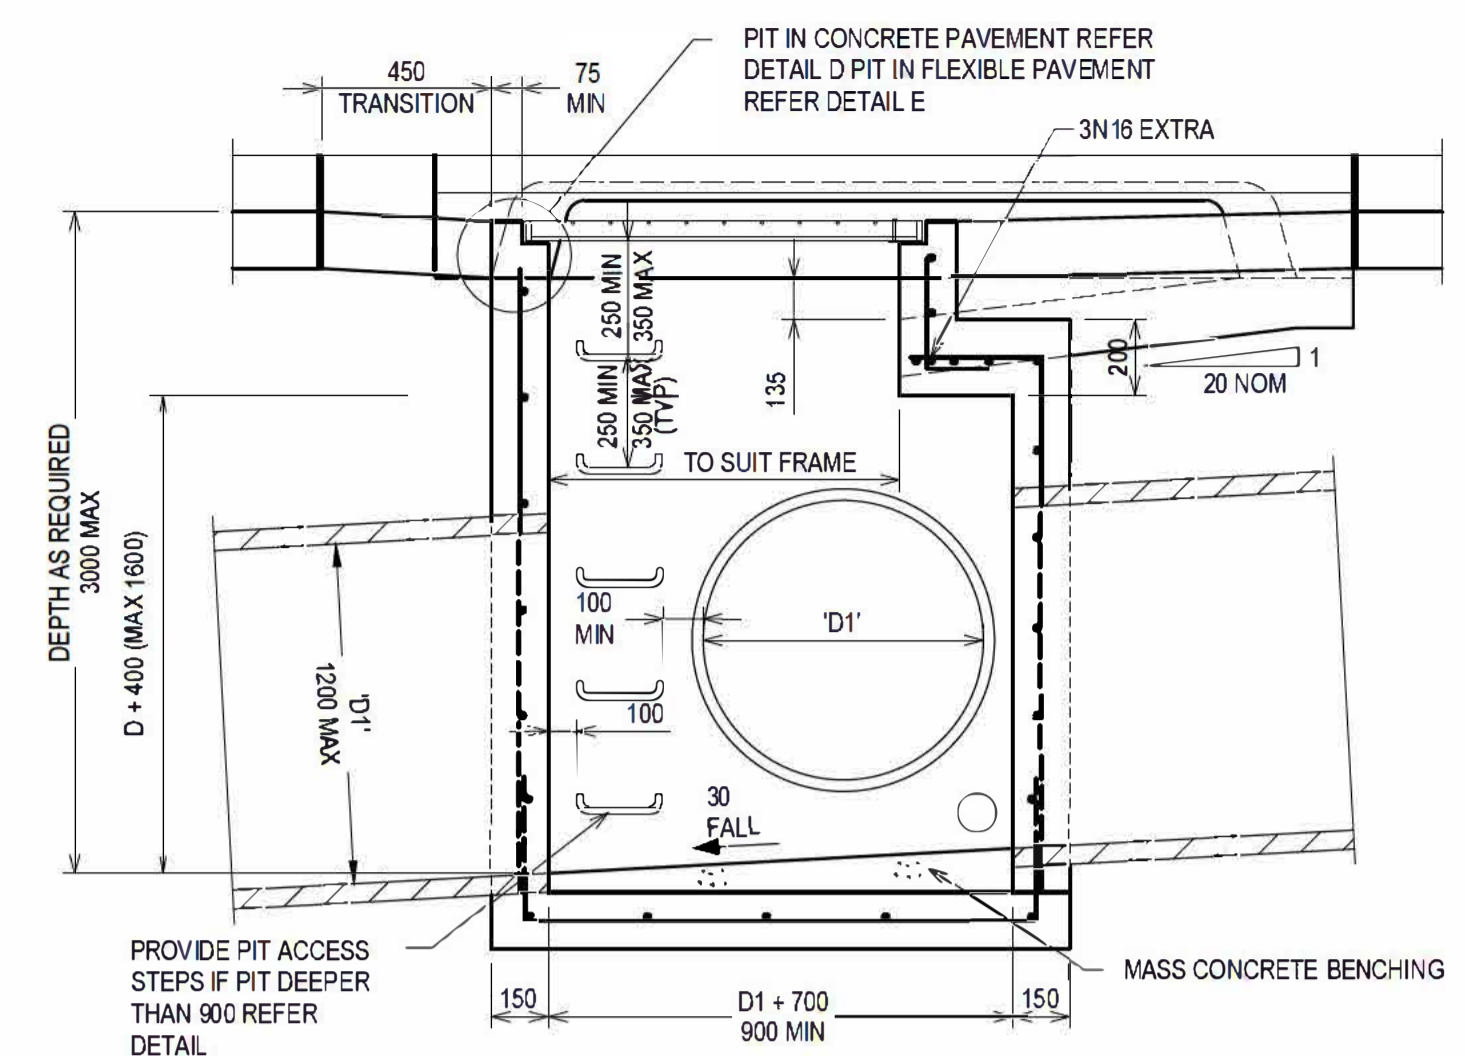 PIT IN CONCRETE PAVEMENT REFER
DETAIL D PIT IN FLEXIBLE PAVEMENT
REFER DETAIL E
450
TRANSITION
75
MIN
3N16 EXTRA
250 MIN
350 MAX
250 MIN
350 MAX
(TYP)
135
200
1
20 NOM
TO SUIT FRAME
DEPTH AS REQUIRED
3000 MAX
D + 400 (MAX 1600)
'D1'
1200 MAX
100
MIN
'D1'
100
30
FALL
PROVIDE PIT ACCESS
STEPS IF PIT DEEPER
THAN 900 REFER
DETAIL
MASS CONCRETE BENCHING
150
D1 + 700
900 MIN
150